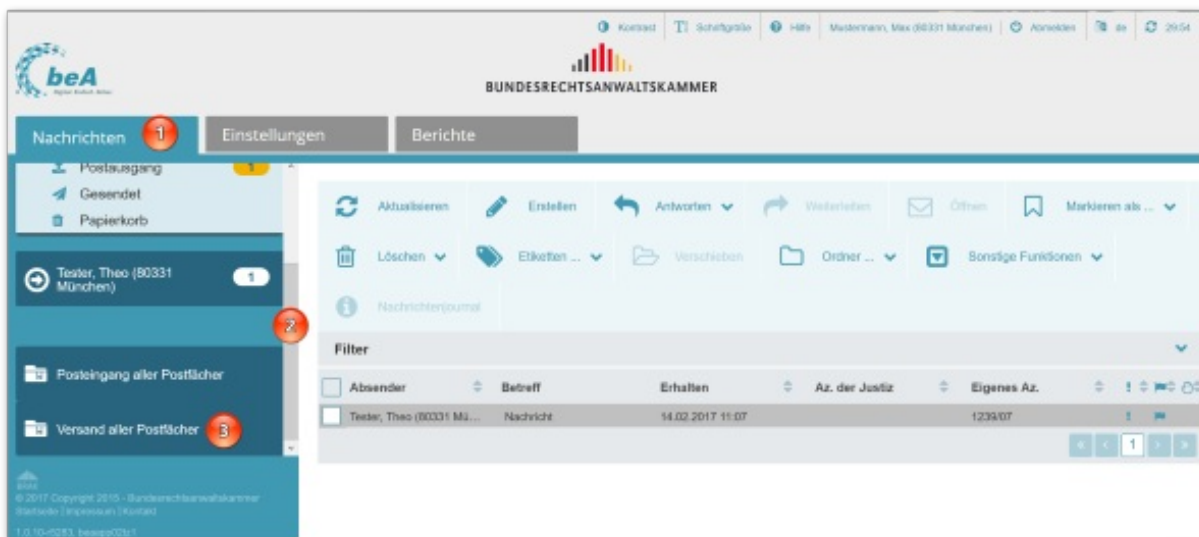 Kontrast Schriftgröße Hilfe Mustermann, Max (80331 München) Abmelden de 29:54
beA
BUNDESRECHTSANWALTSKAMMER
Nachrichten 1 Einstellungen Berichte
Postausgang 1
Gesendet
Papierkorb
Tester, Theo (80331 München) 1
2
Posteingang aller Postfächer
Versand aller Postfächer 3
Aktualisieren Erstellen Antworten Weiterleiten Öffnen Markieren als ...
Löschen Etiketten ... Verschieben Ordner ... Sonstige Funktionen
Nachrichtenjournal
Filter
Absender Betreff Erhalten Az. der Justiz Eigenes Az.
Tester, Theo (80331 Mü... Nachricht 14.02.2017 11:07 1239/07
« < 1 > »
© 2017 Copyright 2015 - Bundesrechtsanwaltskammer
Startseite | Impressum | Kontakt